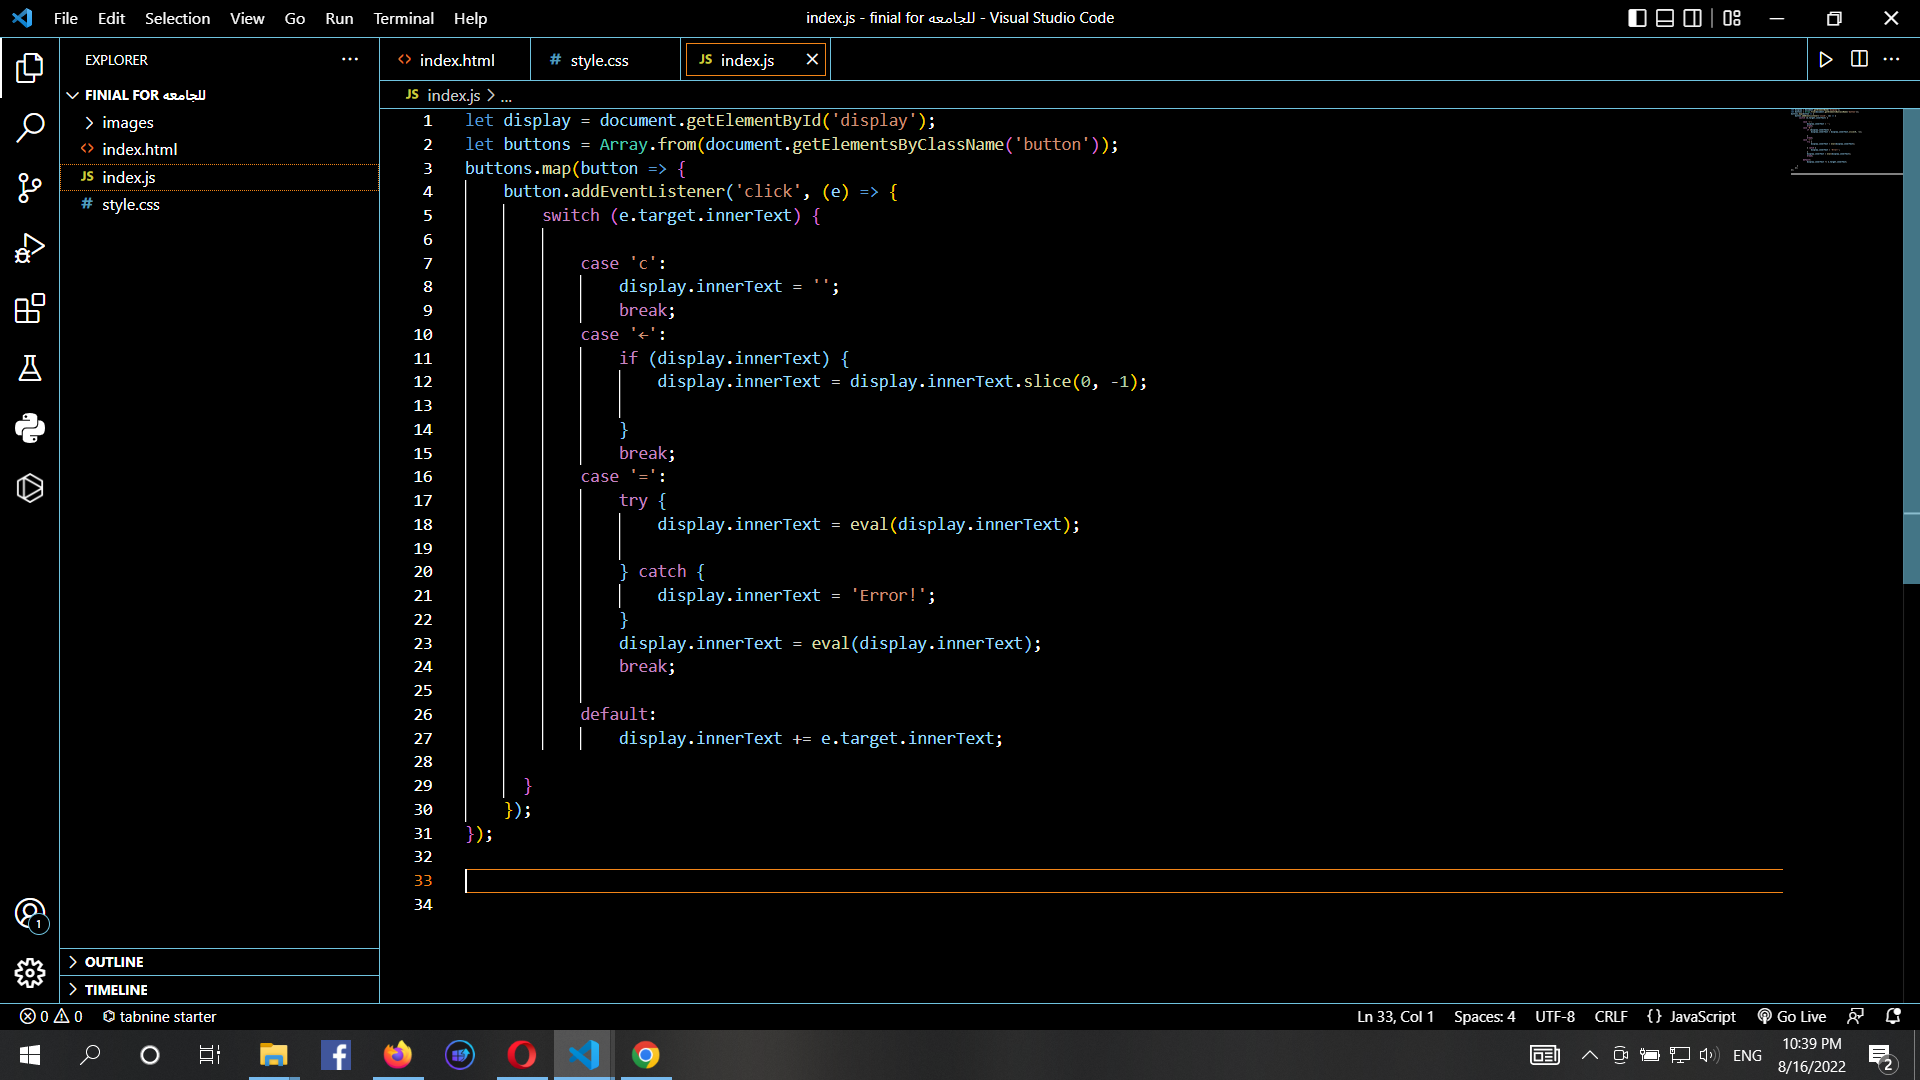 File Edit Selection View Go Run Terminal Help
index.js - finial for للجامعه - Visual Studio Code
EXPLORER
FINIAL FOR للجامعه
images
index.html
index.js
style.css
OUTLINE
TIMELINE
index.html
style.css
JS index.js
JS index.js > ...
1 let display = document.getElementById('display');
2 let buttons = Array.from(document.getElementsByClassName('button'));
3 buttons.map(button => {
4 button.addEventListener('click', (e) => {
5 switch (e.target.innerText) {
6
7 case 'c':
8 display.innerText = '';
9 break;
10 case '←':
11 if (display.innerText) {
12 display.innerText = display.innerText.slice(0, -1);
13
14 }
15 break;
16 case '=':
17 try {
18 display.innerText = eval(display.innerText);
19
20 } catch {
21 display.innerText = 'Error!';
22 }
23 display.innerText = eval(display.innerText);
24 break;
25
26 default:
27 display.innerText += e.target.innerText;
28
29 }
30 });
31 });
32
33
34
0 0 tabnine starter
Ln 33, Col 1 Spaces: 4 UTF-8 CRLF {} JavaScript Go Live
ENG
10:39 PM
8/16/2022
2
1